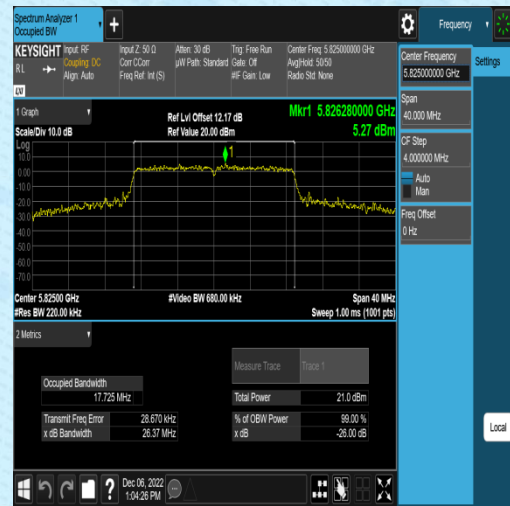 Spectrum Analyzer 1
Occupied BW
+
Frequency
KEYSIGHT
Input: RF
Input Z: 50 Ω
Atten: 30 dB
Trig: Free Run
Center Freq: 5.825000000 GHz
RL
Coupling: DC
Corr CCorr
µW Path: Standard
Gate: Off
Avg|Hold: 50/50
Align: Auto
Freq Ref: Int (S)
#IF Gain: Low
Radio Std: None
LXI
Center Frequency
5.825000000 GHz
Settings
Span
40.000 MHz
CF Step
4.000000 MHz
Auto
Man
Freq Offset
0 Hz
1 Graph
Ref Lvl Offset 12.17 dB
Mkr1 5.826280000 GHz
Scale/Div 10.0 dB
Ref Value 20.00 dBm
5.27 dBm
Log
10.0
0.00
-10.0
-20.0
-30.0
-40.0
-50.0
-60.0
-70.0
1
Center 5.82500 GHz
#Video BW 680.00 kHz
Span 40 MHz
#Res BW 220.00 kHz
Sweep 1.00 ms (1001 pts)
2 Metrics
Measure Trace
Trace 1
Occupied Bandwidth
17.725 MHz
Total Power
21.0 dBm
Transmit Freq Error
28.670 kHz
% of OBW Power
99.00 %
x dB Bandwidth
26.37 MHz
x dB
-26.00 dB
Local
?
Dec 06, 2022
1:04:26 PM